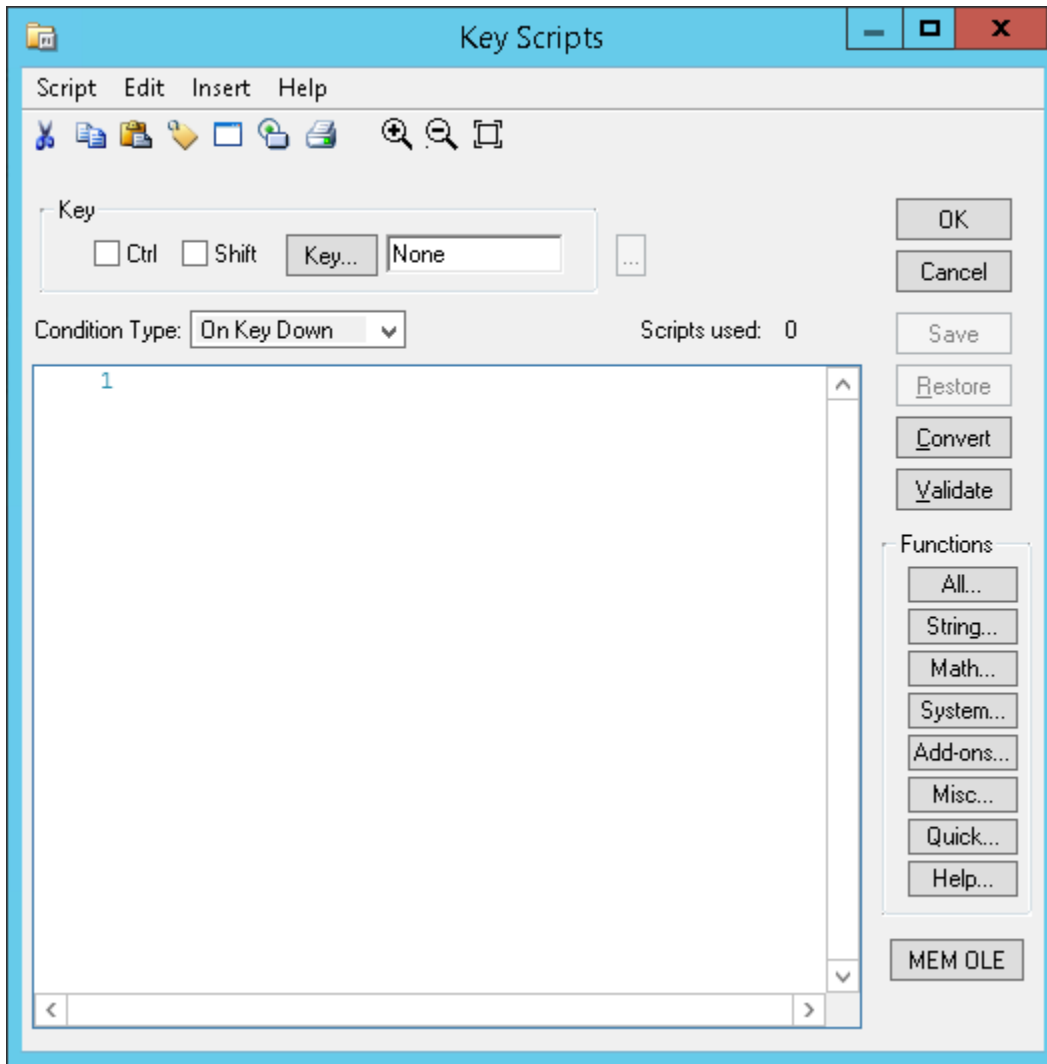 Key Scripts
Script Edit Insert Help
Key
Ctrl Shift Key... None ...
OK
Cancel
Condition Type: On Key Down Scripts used: 0
Save
1
Restore
Convert
Validate
Functions
All...
String...
Math...
System...
Add-ons...
Misc...
Quick...
Help...
MEM OLE